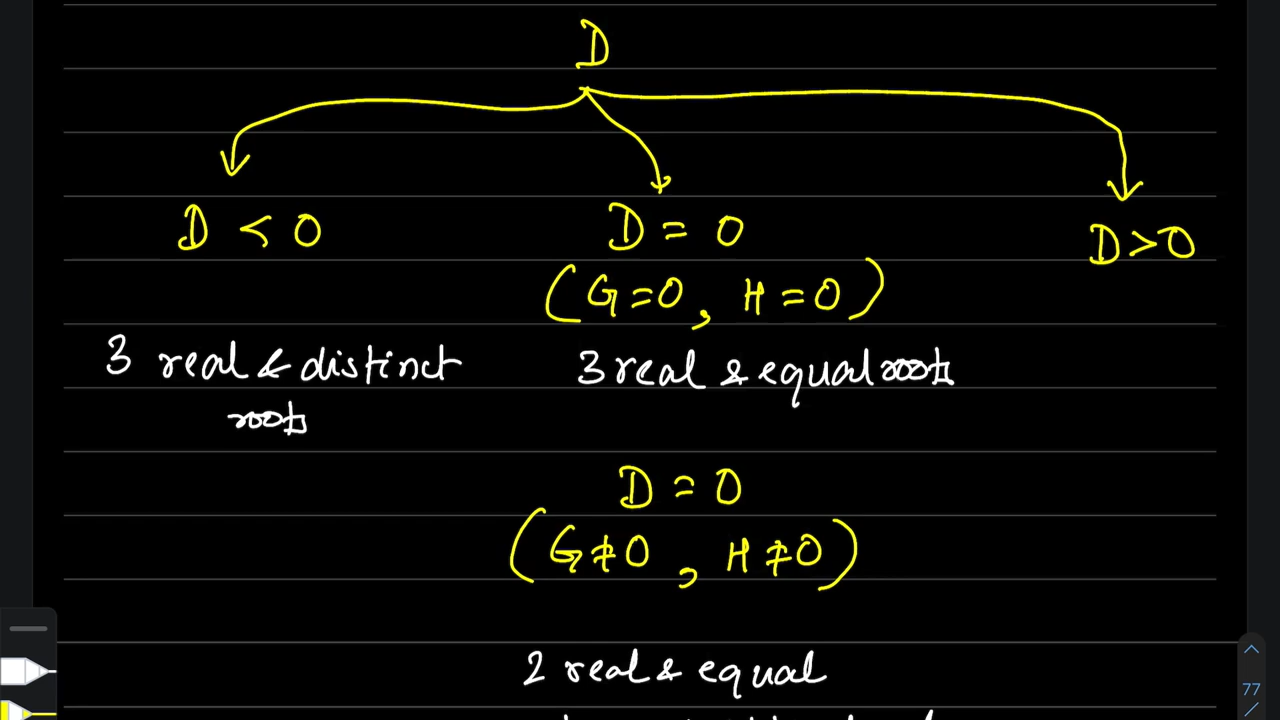 D
D < 0
D = 0
D > 0
(G=0, H=0)
3 real & distinct
roots
3 real & equal roots
D = 0
(G≠0, H≠0)
2 real & equal
77